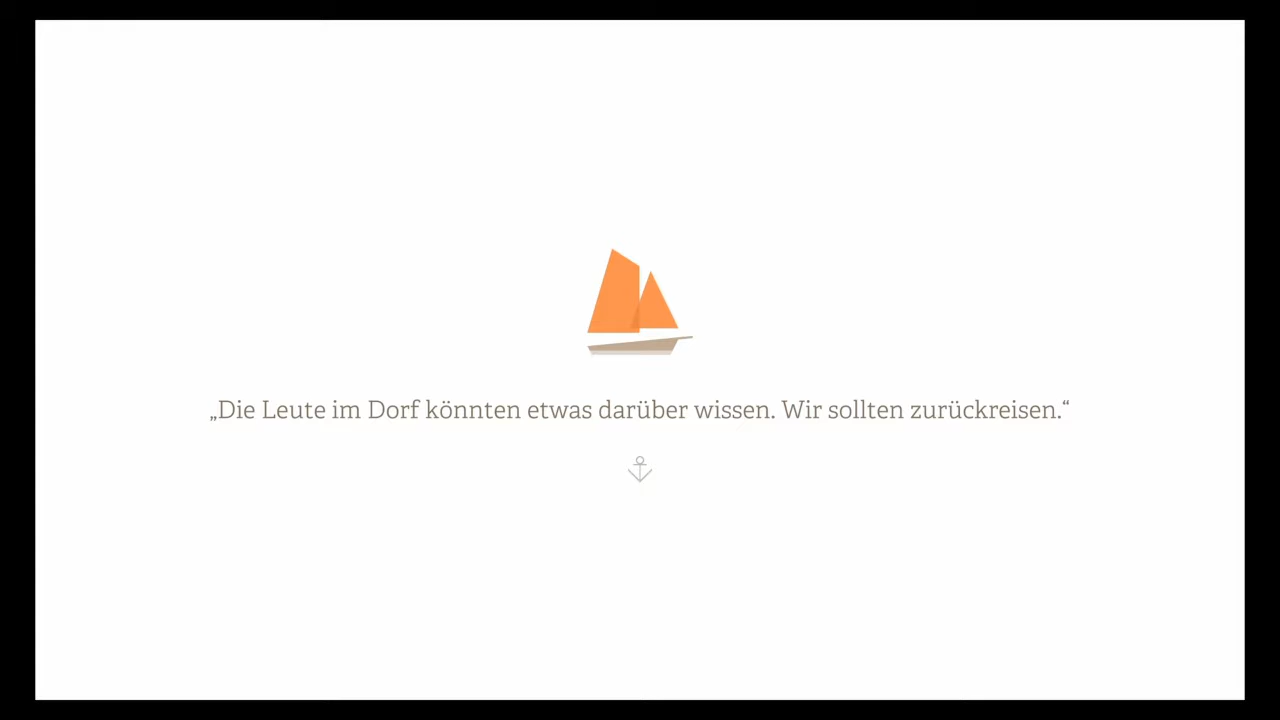 „Die Leute im Dorf könnten etwas darüber wissen. Wir sollten zurückreisen.“